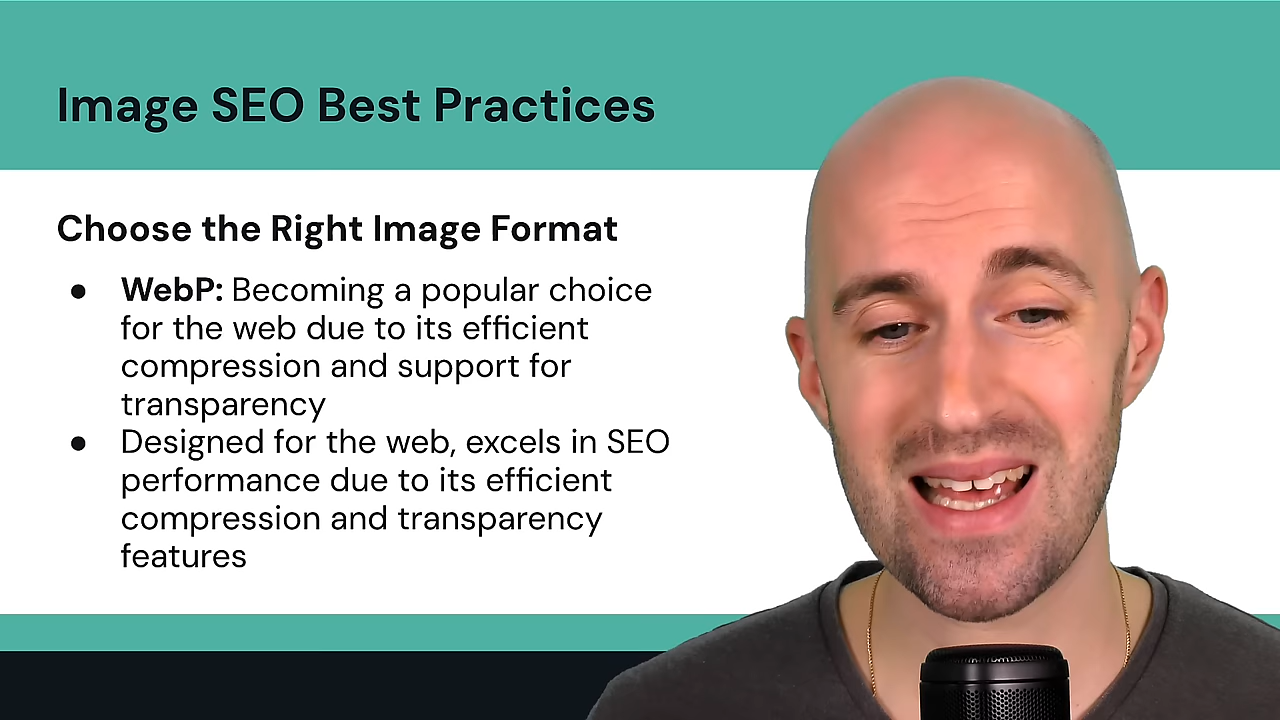 Image SEO Best Practices
Choose the Right Image Format
● WebP: Becoming a popular choice
for the web due to its efficient
compression and support for
transparency
● Designed for the web, excels in SEO
performance due to its efficient
compression and transparency
features